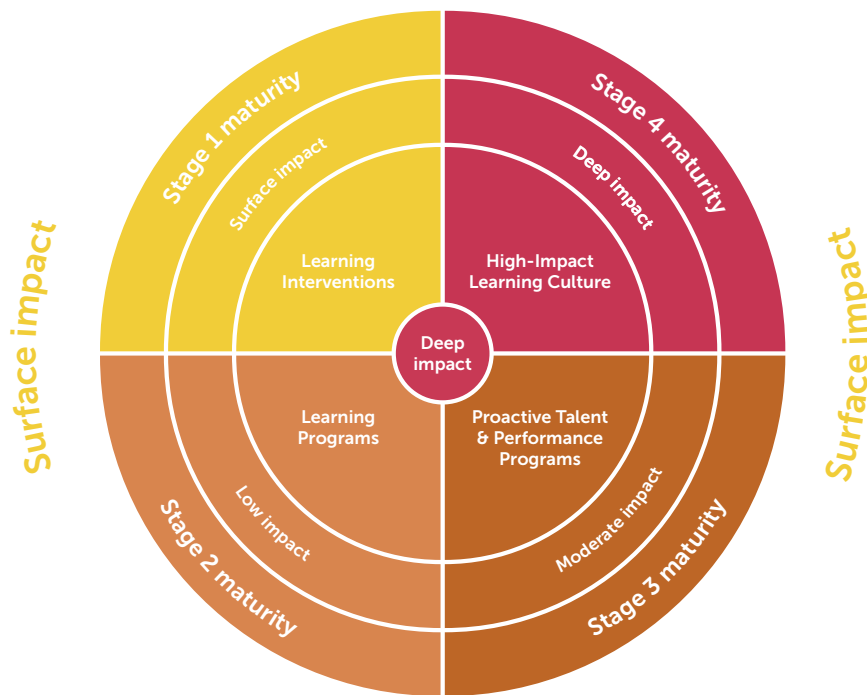 Stage 1 maturity
Surface impact
Learning
Interventions
Stage 4 maturity
Deep impact
High-Impact
Learning Culture
Surface impact
Surface impact
Deep
impact
Learning
Programs
Low impact
Stage 2 maturity
Proactive Talent
& Performance
Programs
Moderate impact
Stage 3 maturity